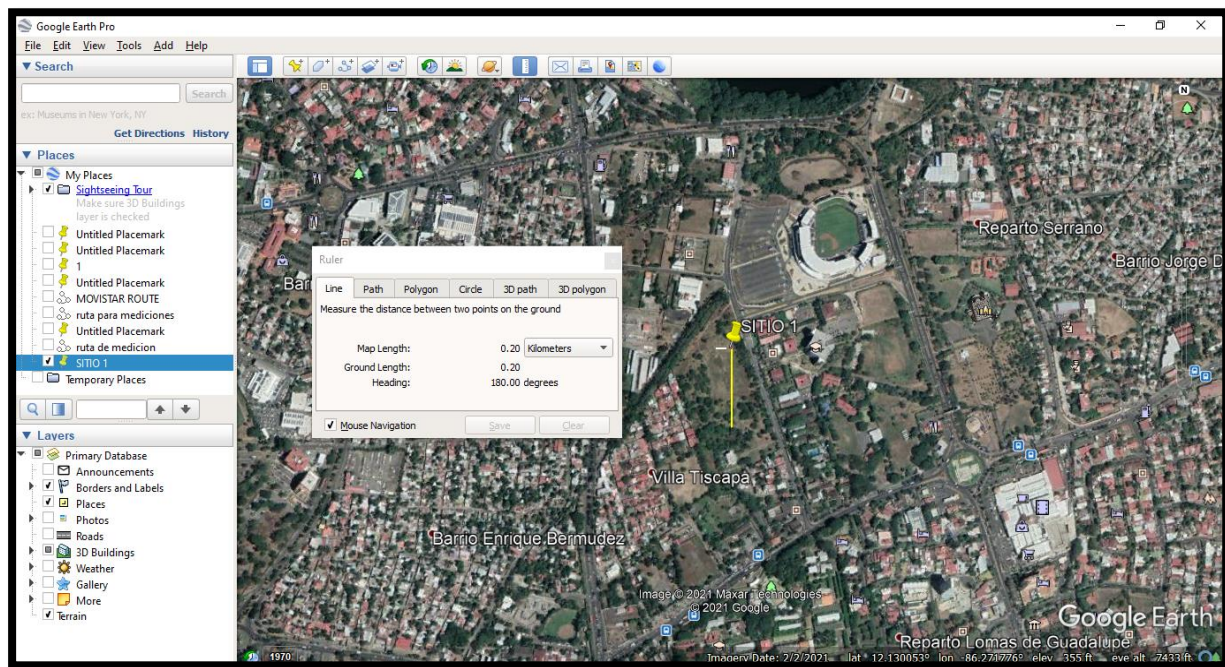 Google Earth Pro
File Edit View Tools Add Help
Search
Search
ex: Museums in New York, NY
Get Directions History
Places
My Places
Sightseeing Tour
Make sure 3D Buildings
layer is checked
Untitled Placemark
Untitled Placemark
1
Untitled Placemark
MOVISTAR ROUTE
ruta para mediciones
Untitled Placemark
ruta de medicion
SITIO 1
Temporary Places
Layers
Primary Database
Announcements
Borders and Labels
Places
Photos
Roads
3D Buildings
Weather
Gallery
More
Terrain
Ruler
Line Path Polygon Circle 3D path 3D polygon
Measure the distance between two points on the ground
Map Length: 0.20 Kilometers
Ground Length: 0.20
Heading: 180.00 degrees
Mouse Navigation Save Clear
N
Reparto Serrano
Barrio Jorge D
Barr
SITIO 1
Villa Tiscapa
Barrio Enrique Bermudez
Image © 2021 Maxar Technologies
© 2021 Google
Google Earth
Reparto Lomas de Guadalupe
1970
Imagery Date: 2/2/2021 lat 12.130053° lon -86.271776° elev 355 ft eye alt 7433 ft